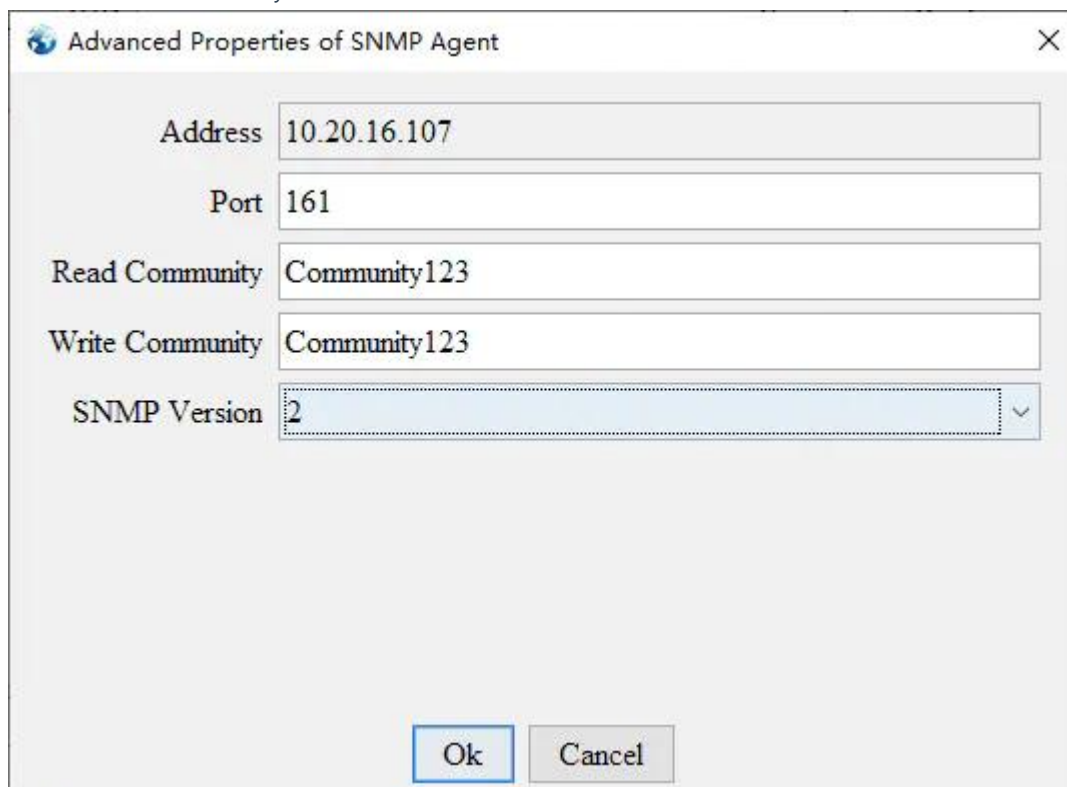 Advanced Properties of SNMP Agent
Address 10.20.16.107
Port 161
Read Community Community123
Write Community Community123
SNMP Version 2
Ok Cancel